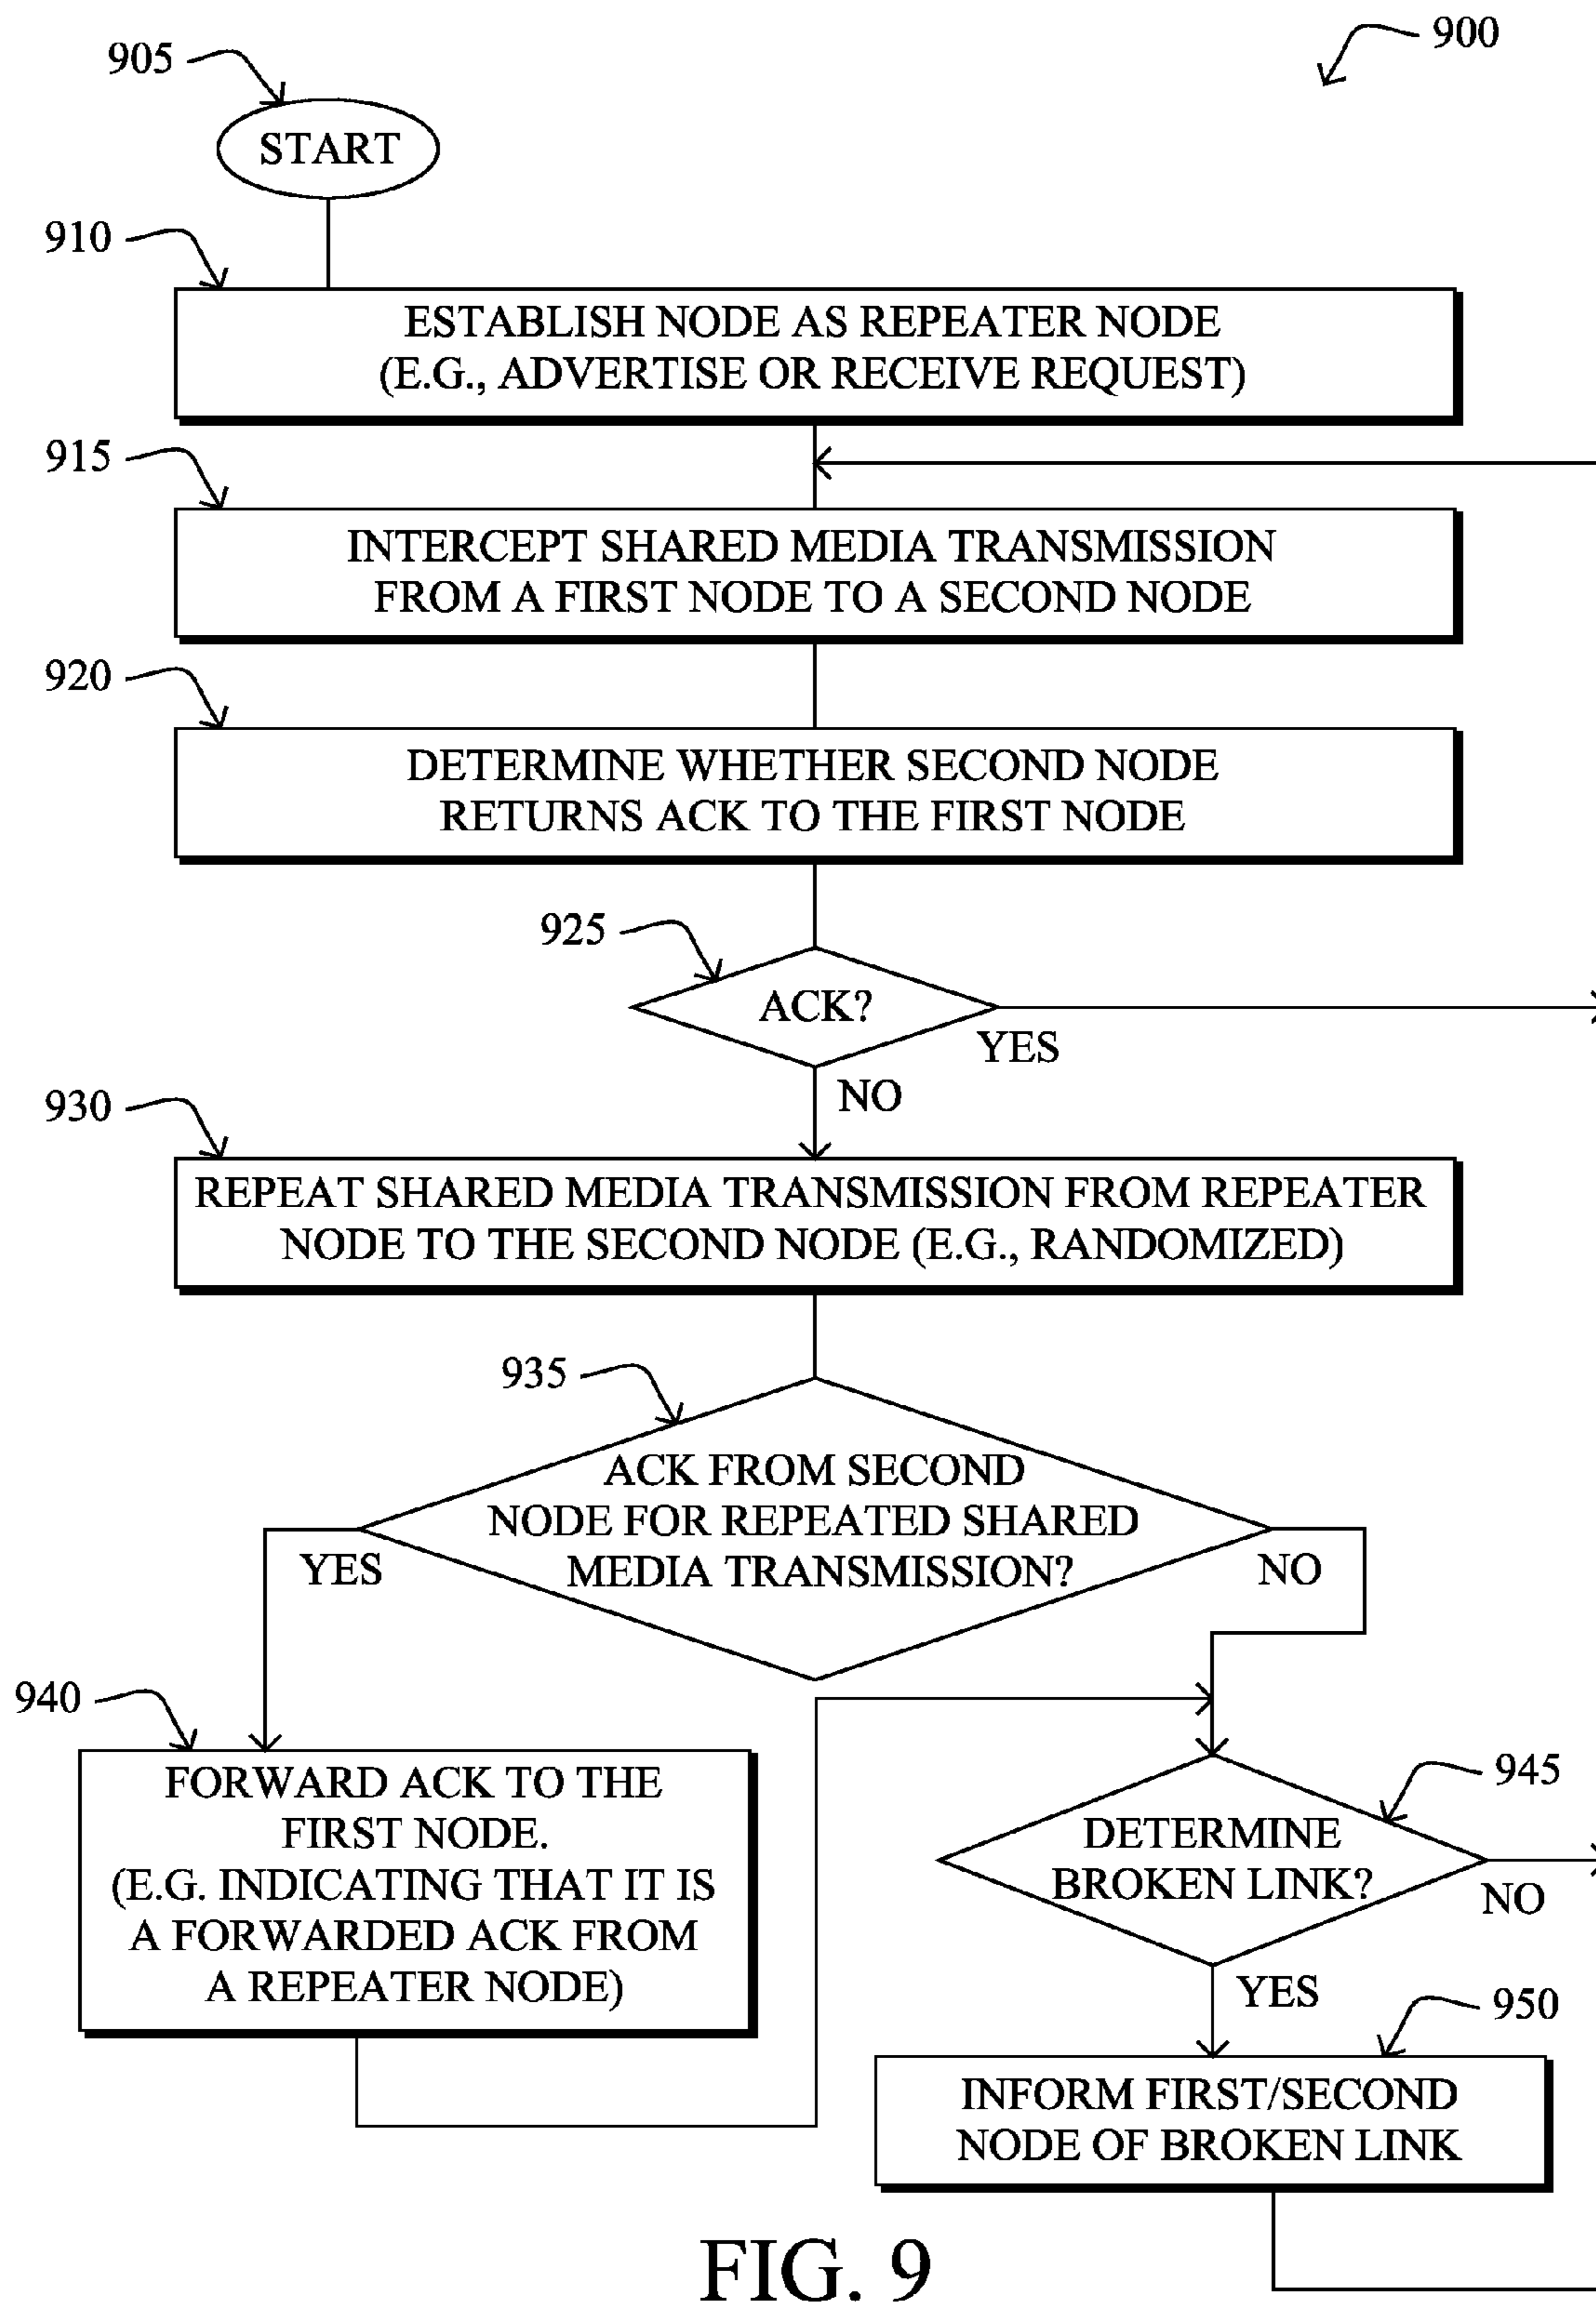 900
905
START
910
ESTABLISH NODE AS REPEATER NODE
(E.G., ADVERTISE OR RECEIVE REQUEST)
915
INTERCEPT SHARED MEDIA TRANSMISSION
FROM A FIRST NODE TO A SECOND NODE
920
DETERMINE WHETHER SECOND NODE
RETURNS ACK TO THE FIRST NODE
925
ACK?
YES
NO
930
REPEAT SHARED MEDIA TRANSMISSION FROM REPEATER
NODE TO THE SECOND NODE (E.G., RANDOMIZED)
935
ACK FROM SECOND
NODE FOR REPEATED SHARED
MEDIA TRANSMISSION?
YES
NO
940
FORWARD ACK TO THE
FIRST NODE.
(E.G. INDICATING THAT IT IS
A FORWARDED ACK FROM
A REPEATER NODE)
945
DETERMINE
BROKEN LINK?
NO
YES
950
INFORM FIRST/SECOND
NODE OF BROKEN LINK
FIG. 9